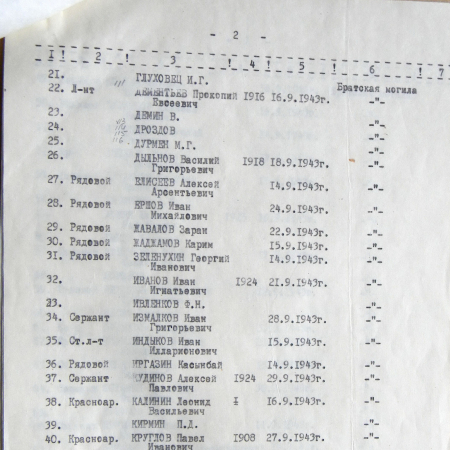 - 2 -
1 ! 2 ! 3 ! 4 ! 5 ! 6 ! 7
21. ГЛУХОВЕЦ И.Г. Братская могила
22. Л-нт ДЕМЕНТЬЕВ Прокопий 1916 16.9.1943г. -"-
Евсеевич
23. ДЕМИН В. -"-
24. ДРОЗДОВ -"-
25. ДУРМЕН М.Г. -"-
26. ДЫЛЬНОВ Василий 1918 18.9.1943г. -"-
Григорьевич
27. Рядовой ЕЛИСЕЕВ Алексей 14.9.1943г. -"-
Арсентьевич
28. Рядовой ЕРШОВ Иван 24.9.1943г. -"-
Михайлович
29. Рядовой ЖАВАЛОВ Заран 22.9.1943г. -"-
30. Рядовой ЖАДЖАМОВ Карим 15.9.1943г. -"-
31. Рядовой ЗЕЛЕНУХИН Георгий 14.9.1943г. -"-
Иванович
32. ИВАНОВ Иван 1924 21.9.1943г. -"-
Игнатьевич
23. ИВЛЕНКОВ Ф.Н. -"-
34. Сержант ИЗМАЛКОВ Иван 28.9.1943г. -"-
Григорьевич
35. Ст.л-т ИНДЫКОВ Иван 15.9.1943г. -"-
Илларионович
36. Рядовой ИРГАЗИН Касынбай 14.9.1943г. -"-
37. Сержант ЖУДИНОВ Алексей 1924 29.9.1943г. -"-
Павлович
38. Красноар. КАЛИНИН Леонид 16.9.1943г. -"-
Васильевич
39. КИРМИН П.Д. -"-
40. Красноар. КРУГЛОВ Павел 1908 27.9.1943г. -"-
Иванович